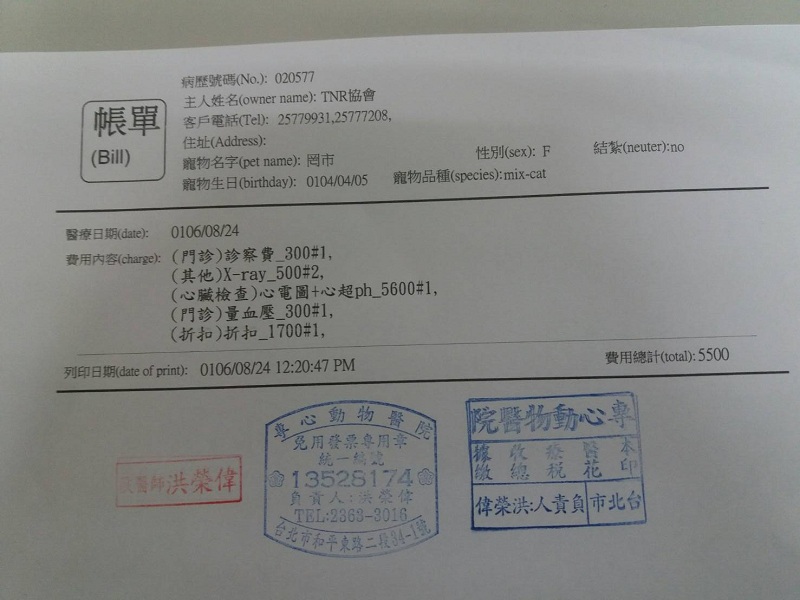 帳單
(Bill)
病歷號碼(No.): 020577
主人姓名(owner name): TNR協會
客戶電話(Tel): 25779931,25777208,
住址(Address):
寵物名字(pet name): 罔市 性別(sex): F 結紮(neuter):no
寵物生日(birthday): 0104/04/05 寵物品種(species):mix-cat
醫療日期(date): 0106/08/24
費用內容(charge): (門診)診察費_300#1,
(其他)X-ray_500#2,
(心臟檢查)心電圖+心超ph_5600#1,
(門診)量血壓_300#1,
(折扣)折扣_1700#1,
列印日期(date of print): 0106/08/24 12:20:47 PM 費用總計(total): 5500
醫師洪榮偉
專心動物醫院
免用發票專用章
統一編號
13528174
負責人:洪榮偉
TEL:2363-3016
台北市和平東路二段84-1號
院醫物動心專
據收療醫本
繳總稅花印
偉榮洪:人責負 市北台